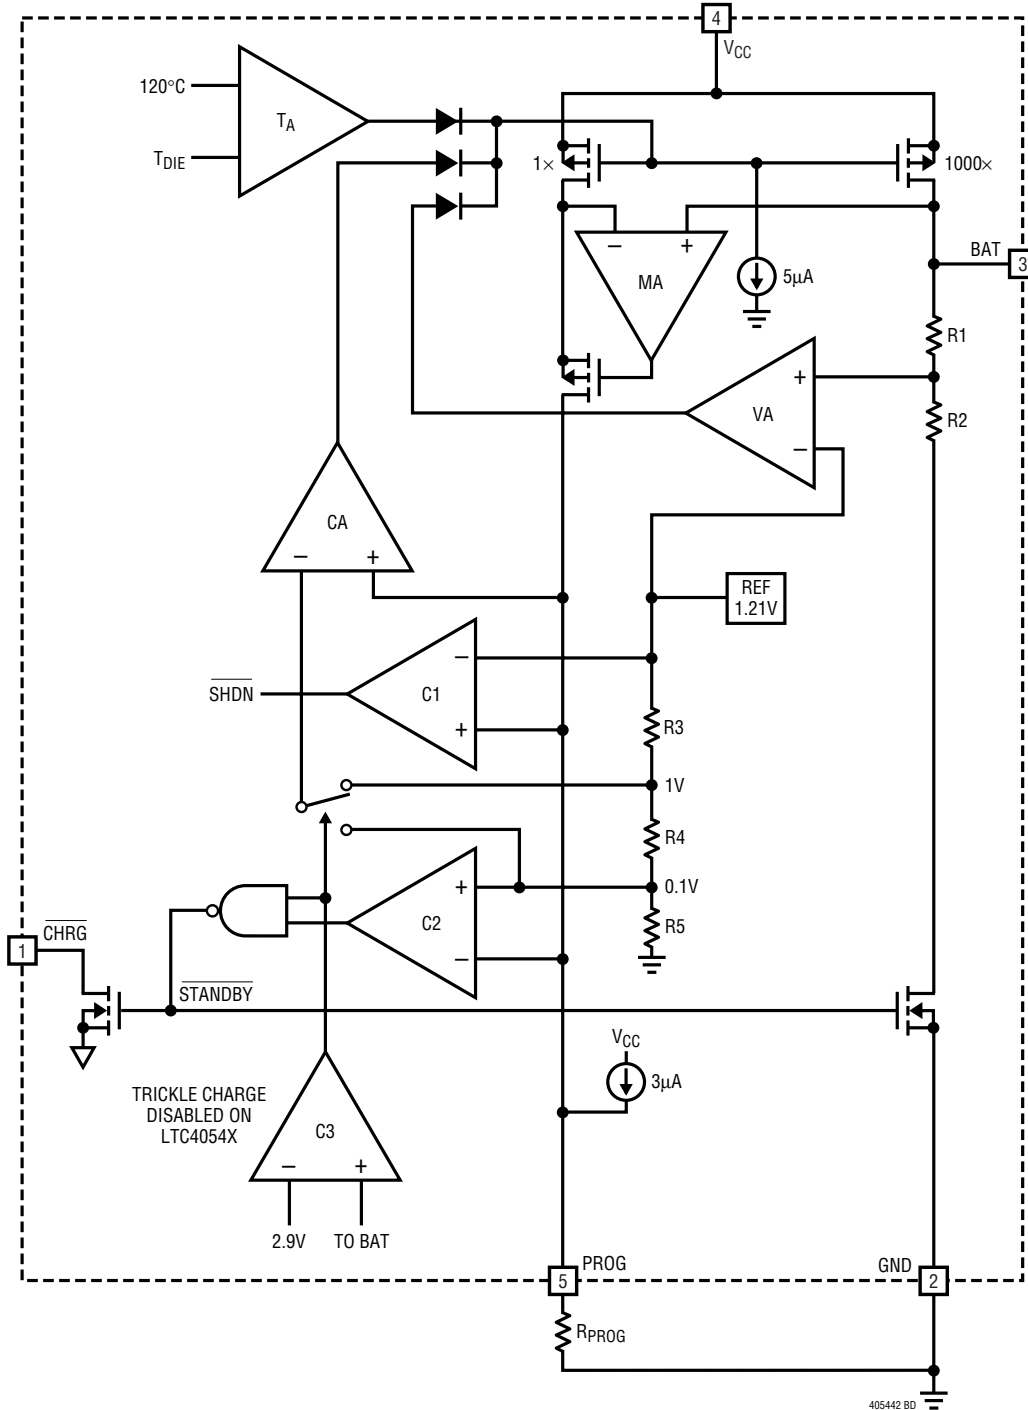 4
VCC
120°C
TA
TDIE
1×
1000×
– +
MA
5µA
BAT
3
R1
+
VA
–
R2
CA
– +
REF
1.21V
–
C1
+
SHDN
R3
1V
R4
+
C2
–
0.1V
R5
CHRG
1
STANDBY
VCC
3µA
TRICKLE CHARGE
DISABLED ON
LTC4054X
C3
– +
2.9V TO BAT
PROG
5
GND
2
RPROG
405442 BD